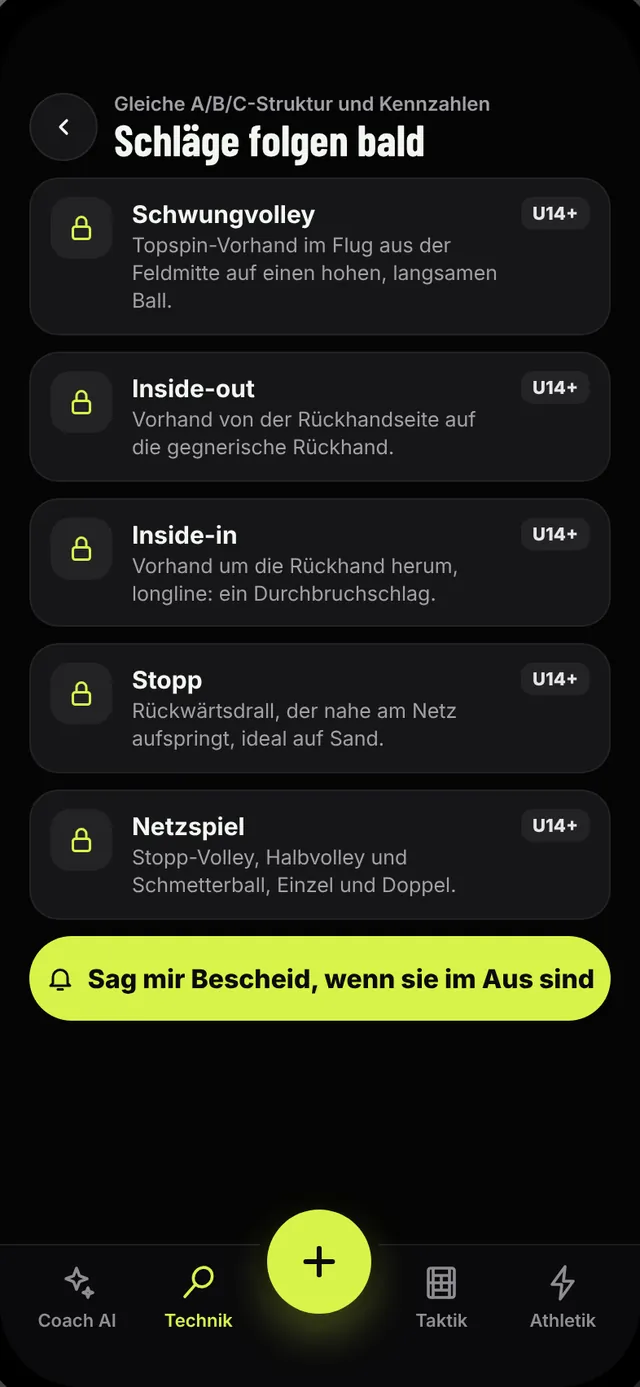 Gleiche A/B/C-Struktur und Kennzahlen
Schläge folgen bald
Schwungvolley
U14+
Topspin-Vorhand im Flug aus der
Feldmitte auf einen hohen, langsamen
Ball.
Inside-out
U14+
Vorhand von der Rückhandseite auf
die gegnerische Rückhand.
Inside-in
U14+
Vorhand um die Rückhand herum,
longline: ein Durchbruchschlag.
Stopp
U14+
Rückwärtsdrall, der nahe am Netz
aufspringt, ideal auf Sand.
Netzspiel
U14+
Stopp-Volley, Halbvolley und
Schmetterball, Einzel und Doppel.
Sag mir Bescheid, wenn sie im Aus sind
Coach AI
Technik
Taktik
Athletik